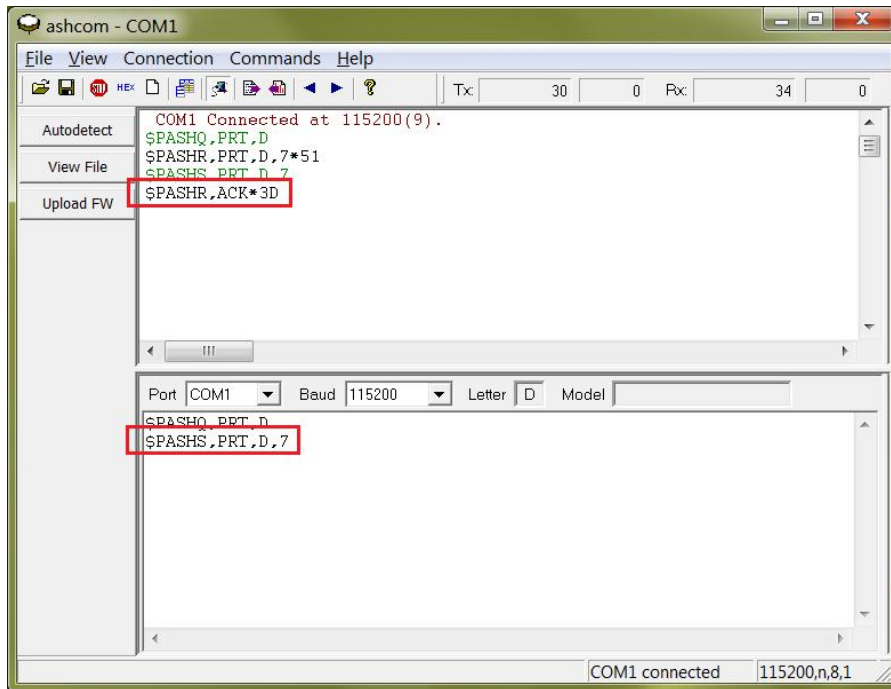 ashcom - COM1
File View Connection Commands Help
HEX Tx: 30 0 Rx: 34 0
Autodetect
View File
Upload FW
COM1 Connected at 115200(9).
$PASHQ,PRT,D
$PASHR,PRT,D,7*51
$PASHS,PRT,D,7
$PASHR,ACK*3D
Port COM1 Baud 115200 Letter D Model
$PASHQ,PRT,D
$PASHS,PRT,D,7
COM1 connected 115200,n,8,1